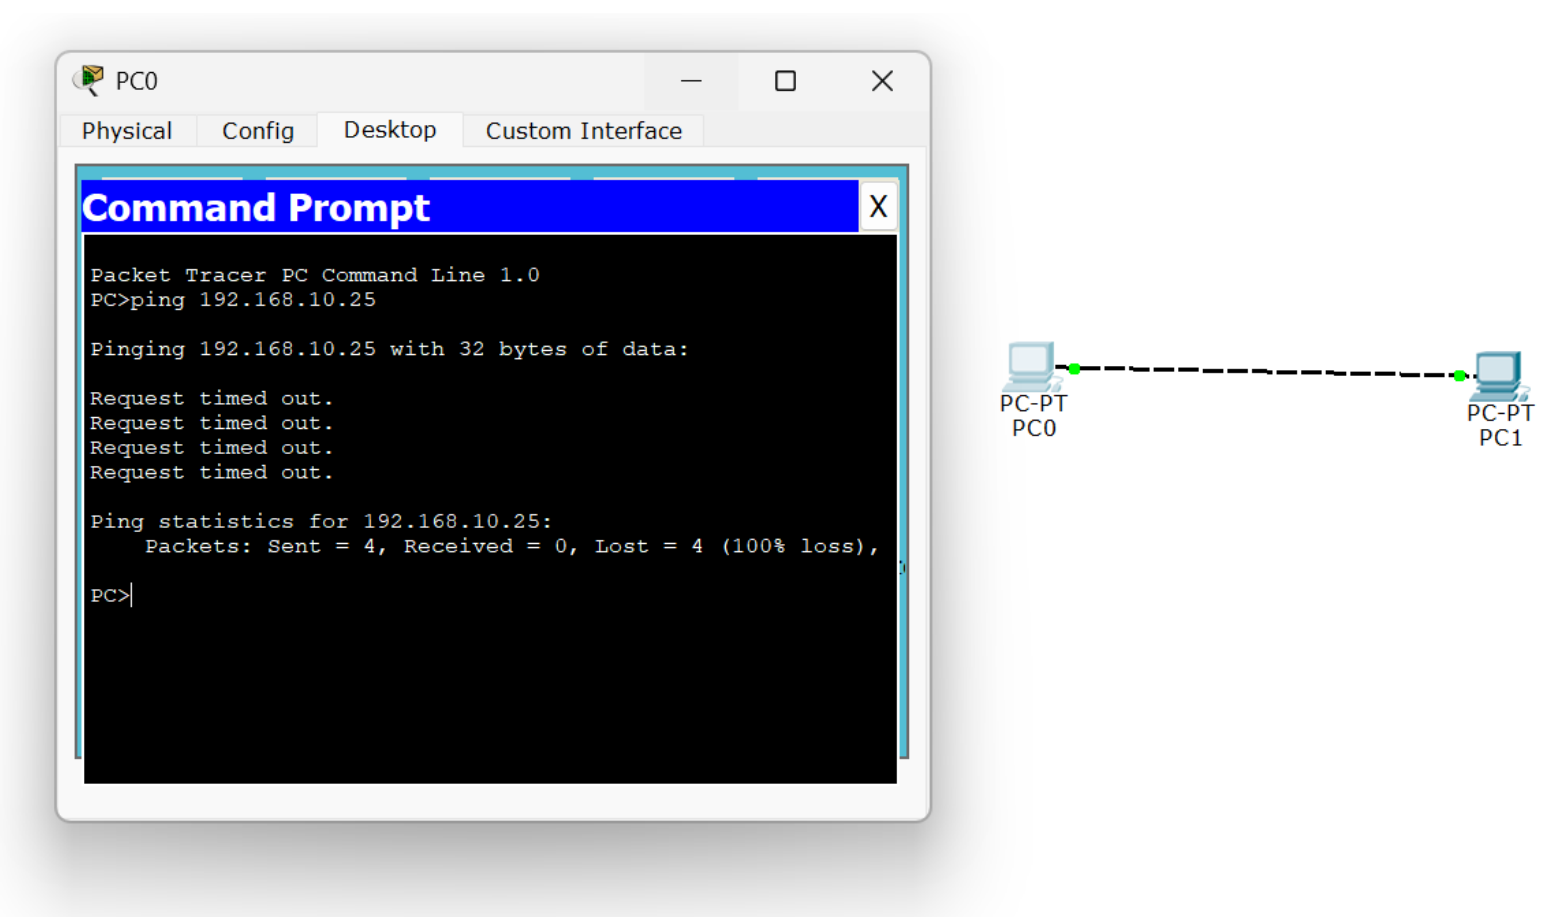 PC0
Physical Config Desktop Custom Interface
Command Prompt X
Packet Tracer PC Command Line 1.0
PC>ping 192.168.10.25
Pinging 192.168.10.25 with 32 bytes of data:
Request timed out.
Request timed out.
Request timed out.
Request timed out.
Ping statistics for 192.168.10.25:
Packets: Sent = 4, Received = 0, Lost = 4 (100% loss),
PC>
PC-PT
PC0
PC-PT
PC1